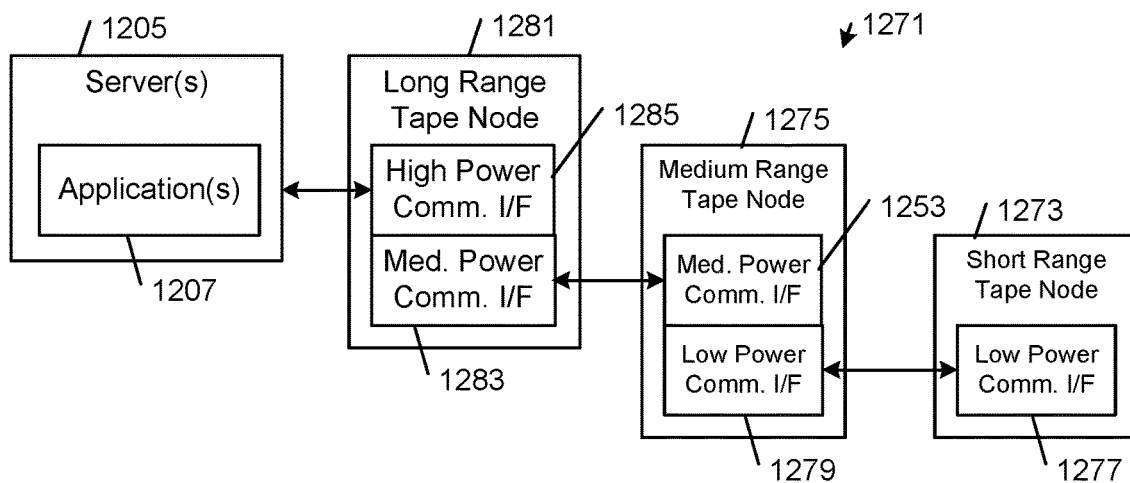 1205
Server(s)
Application(s)
1207
1281
Long Range
Tape Node
1285
High Power
Comm. I/F
Med. Power
Comm. I/F
1283
1271
1275
Medium Range
Tape Node
1253
Med. Power
Comm. I/F
Low Power
Comm. I/F
1279
1273
Short Range
Tape Node
Low Power
Comm. I/F
1277